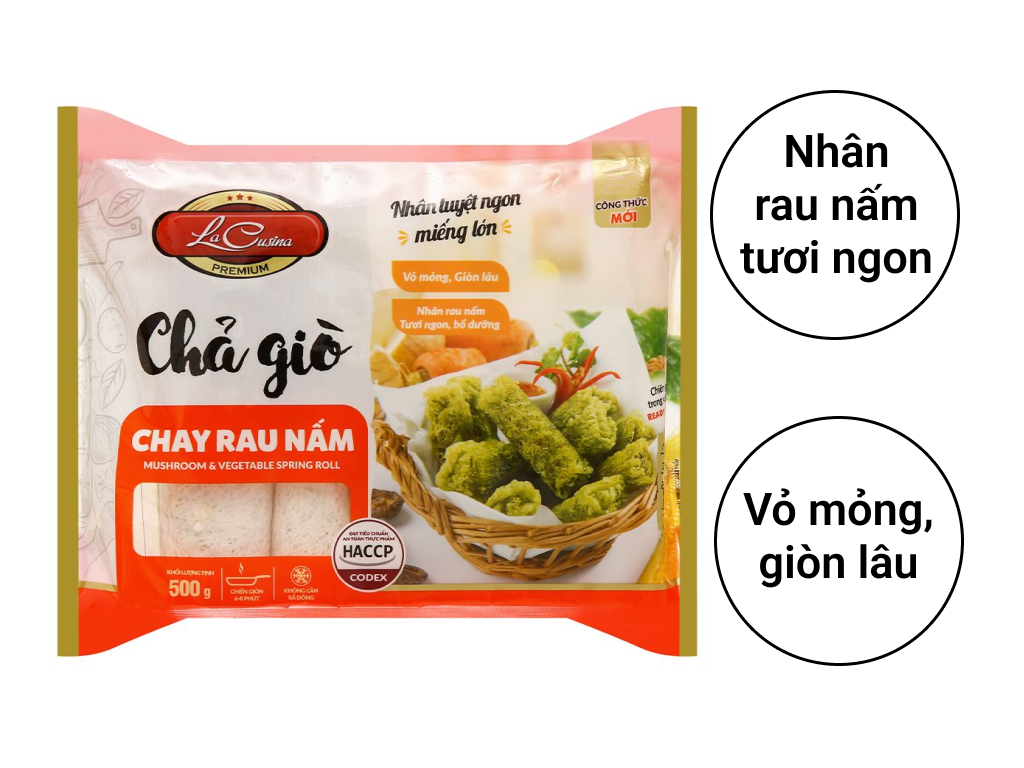 La Cusina
PREMIUM
Chả giò
CHAY RAU NẤM
MUSHROOM & VEGETABLE SPRING ROLL
Nhân tuyệt ngon
miếng lớn
Vỏ mỏng, Giòn lâu
Nhân rau nấm
Tươi ngon, bổ dưỡng
CÔNG THỨC
MỚI
Chiên
trong
READ
ĐẠT TIÊU CHUẨN
AN TOÀN THỰC PHẨM
HACCP
CODEX
KHỐI LƯỢNG TỊNH
500 g
CHIÊN GIÒN
6-8 PHÚT
KHÔNG CẦN
RÃ ĐÔNG
Nhân
rau nấm
tươi ngon
Vỏ mỏng,
giòn lâu